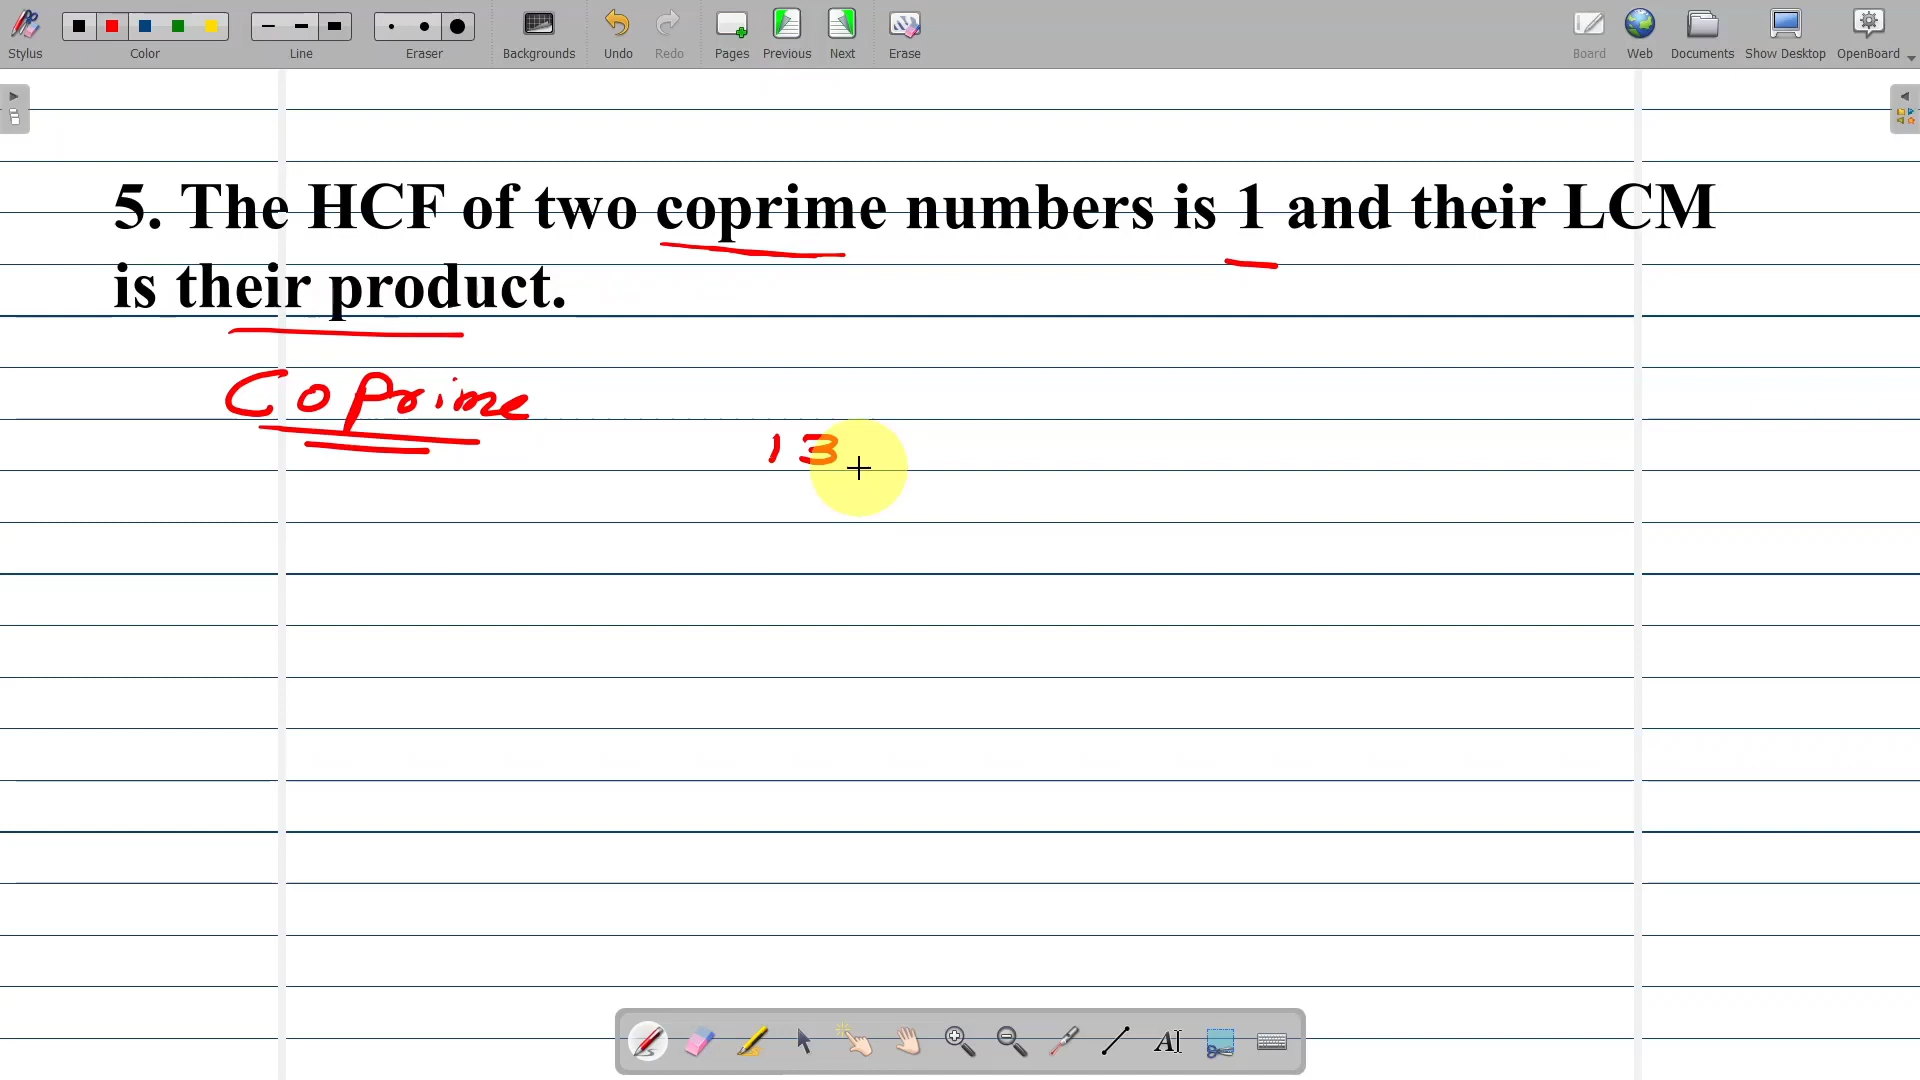 Stylus Color Line Eraser Backgrounds Undo Redo Pages Previous Next Erase Board Web Documents Show Desktop OpenBoard
5. The HCF of two coprime numbers is 1 and their LCM
is their product.
Coprime
13